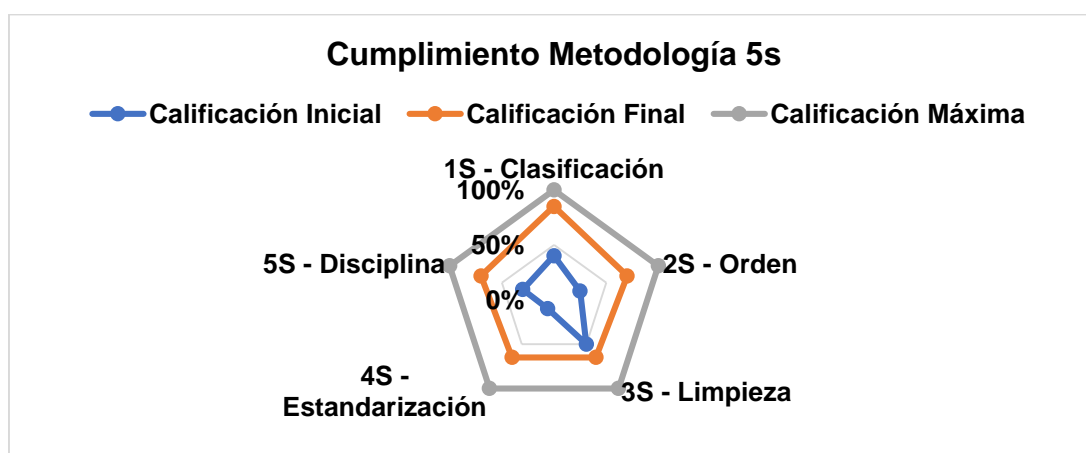 Cumplimiento Metodología 5s
Calificación Inicial
Calificación Final
Calificación Máxima
1S - Clasificación
100%
50%
0%
5S - Disciplina
2S - Orden
4S -
Estandarización
3S - Limpieza